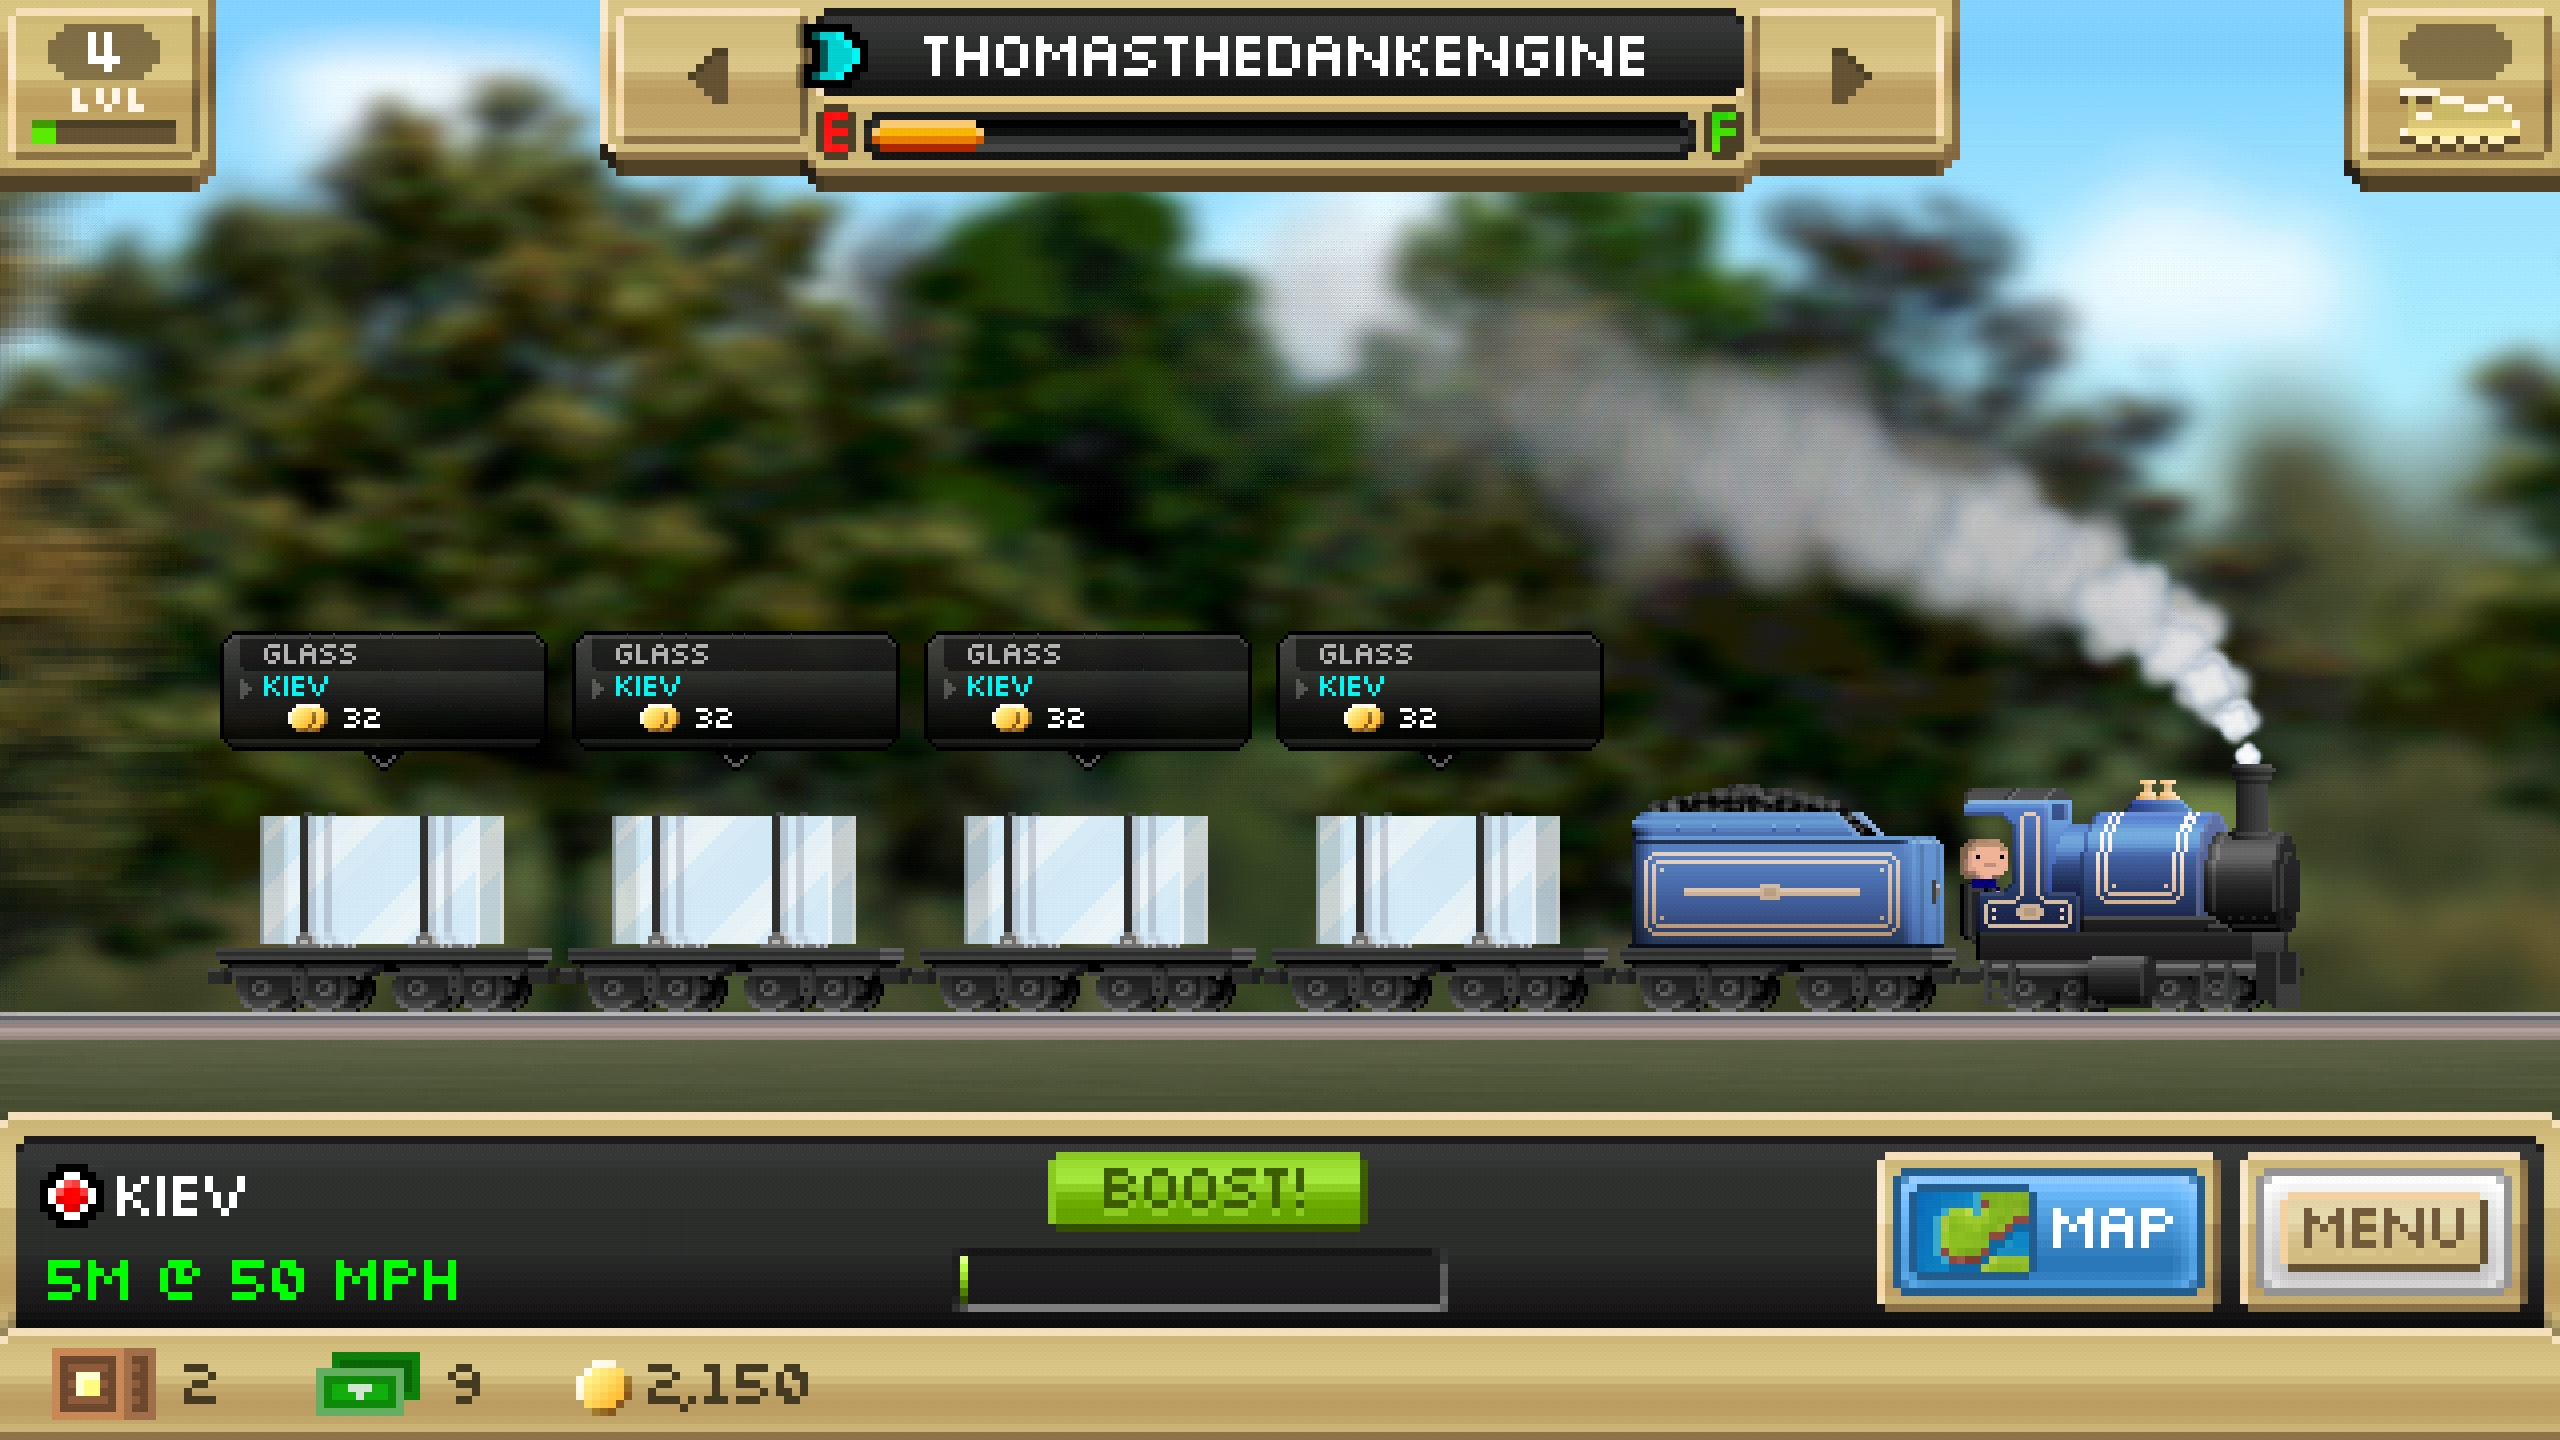 4
LVL
THOMASTHEDANKENGINE
E F
GLASS
KIEV
32
GLASS
KIEV
32
GLASS
KIEV
32
GLASS
KIEV
32
KIEV
5M @ 50 MPH
BOOST!
MAP
MENU
2
9
2,150